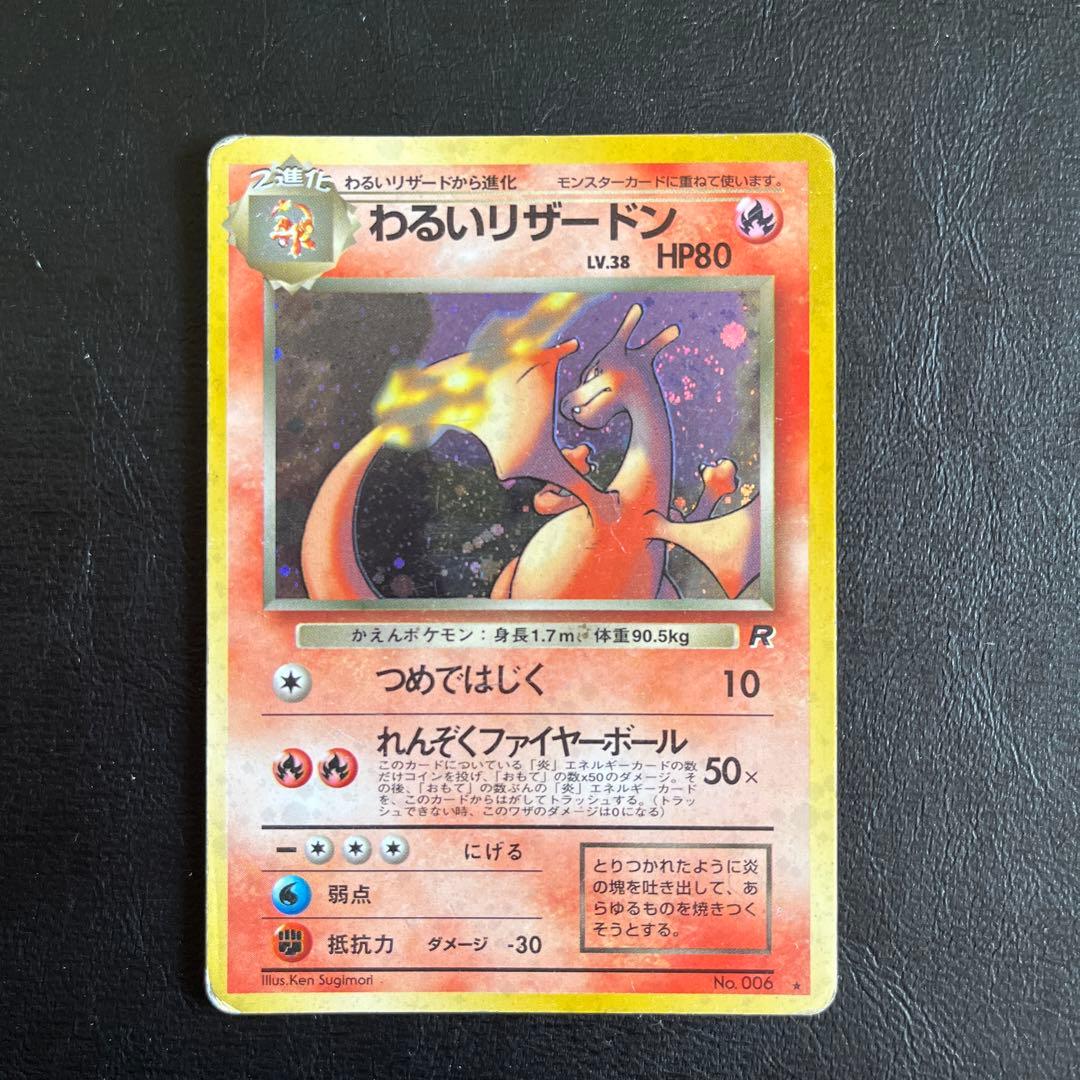 2進化
わるいリザードから進化
モンスターカードに重ねて使います。
わるいリザードン
LV.38 HP80
かえんポケモン：身長1.7m、体重90.5kg
R
つめではじく 10
れんぞくファイヤーボール
このカードについている「炎」エネルギーカードの数
だけコインを投げ、「おもて」の数x50のダメージ。そ
の後、「おもて」の数ぶんの「炎」エネルギーカード
を、このカードからはがしてトラッシュする。（トラッ
シュできない時、このワザのダメージは0になる）
50×
ー にげる
弱点
抵抗力 ダメージ -30
とりつかれたように炎
の塊を吐き出して、あ
らゆるものを焼きつく
そうとする。
Illus.Ken Sugimori
No. 006 ★